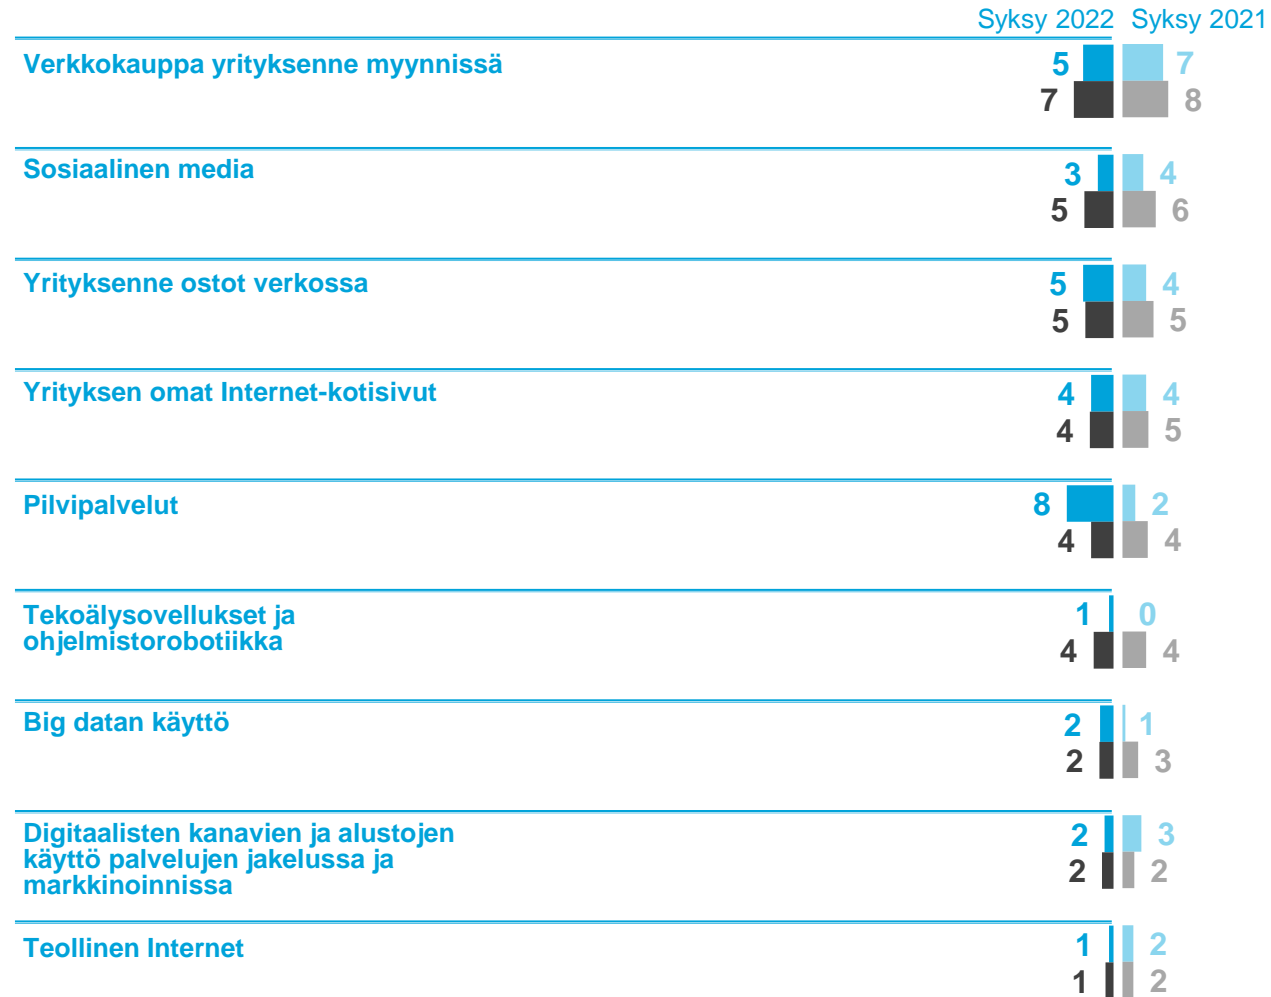 Syksy 2022 Syksy 2021
Verkkokauppa yrityksenne myynnissä 5 7
7 8
Sosiaalinen media 3 4
5 6
Yrityksenne ostot verkossa 5 4
5 5
Yrityksen omat Internet-kotisivut 4 4
4 5
Pilvipalvelut 8 2
4 4
Tekoälysovellukset ja 1 0
ohjelmistorobotiikka
4 4
Big datan käyttö 2 1
2 3
Digitaalisten kanavien ja alustojen 2 3
käyttö palvelujen jakelussa ja
2 2
markkinoinnissa
Teollinen Internet 1 2
1 2